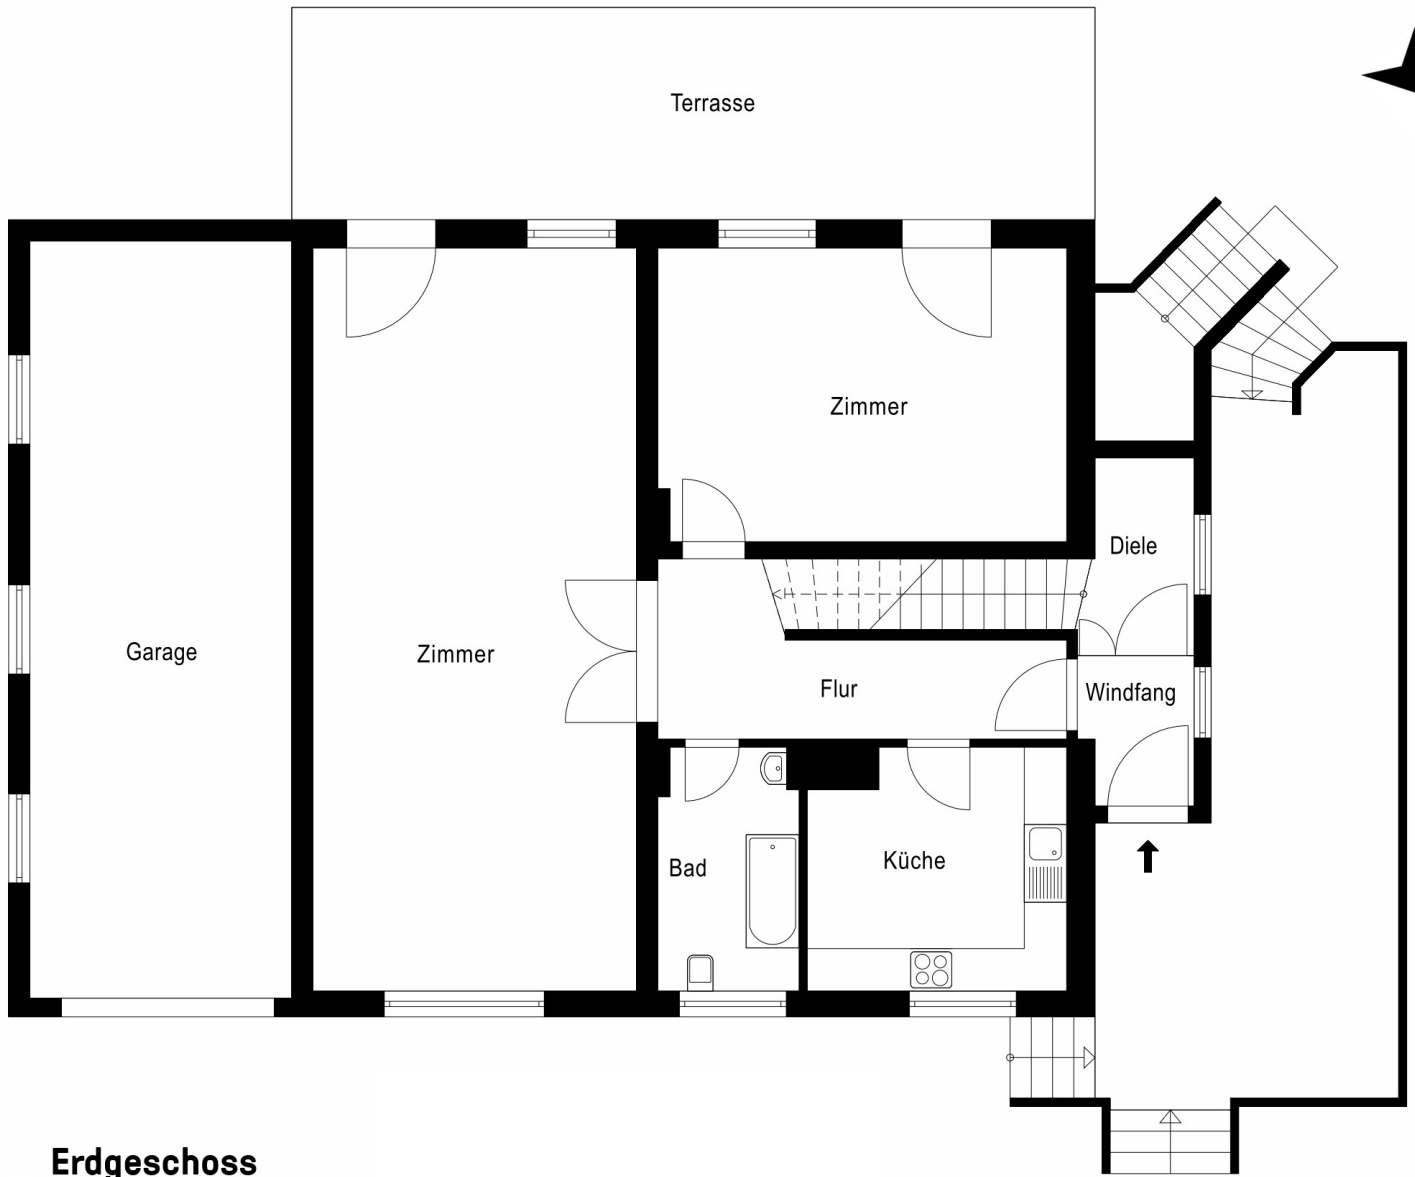 Terrasse
Zimmer
Diele
Garage
Zimmer
Flur
Windfang
Bad
Küche
Erdgeschoss